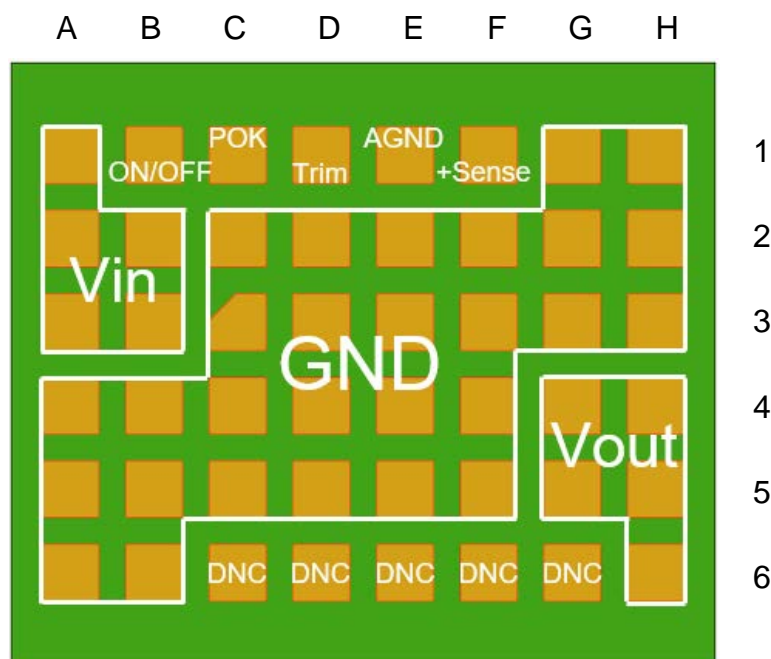 A B C D E F G H
POK AGND 1
ON/OFF Trim +Sense
2
Vin
3
GND
4
Vout
5
DNC DNC DNC DNC DNC 6